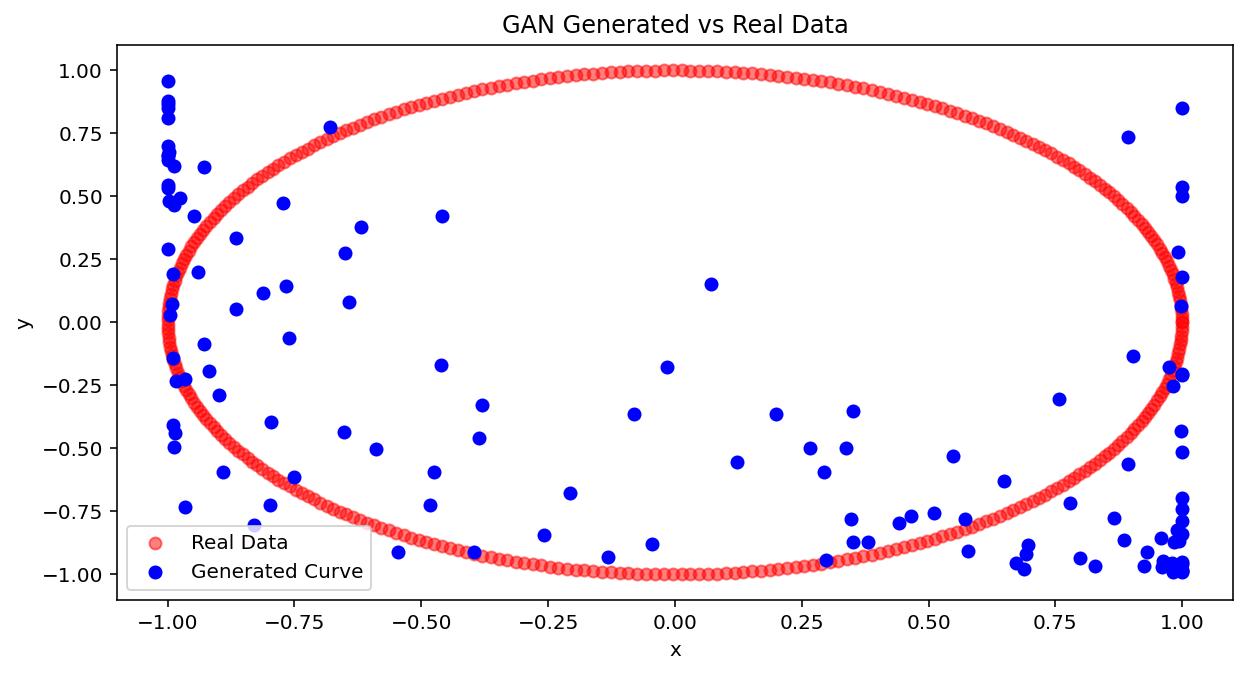 GAN Generated vs Real Data
1.00
0.75
0.50
0.25
0.00
−0.25
−0.50
−0.75
−1.00
y
Real Data
Generated Curve
−1.00 −0.75 −0.50 −0.25 0.00 0.25 0.50 0.75 1.00
x